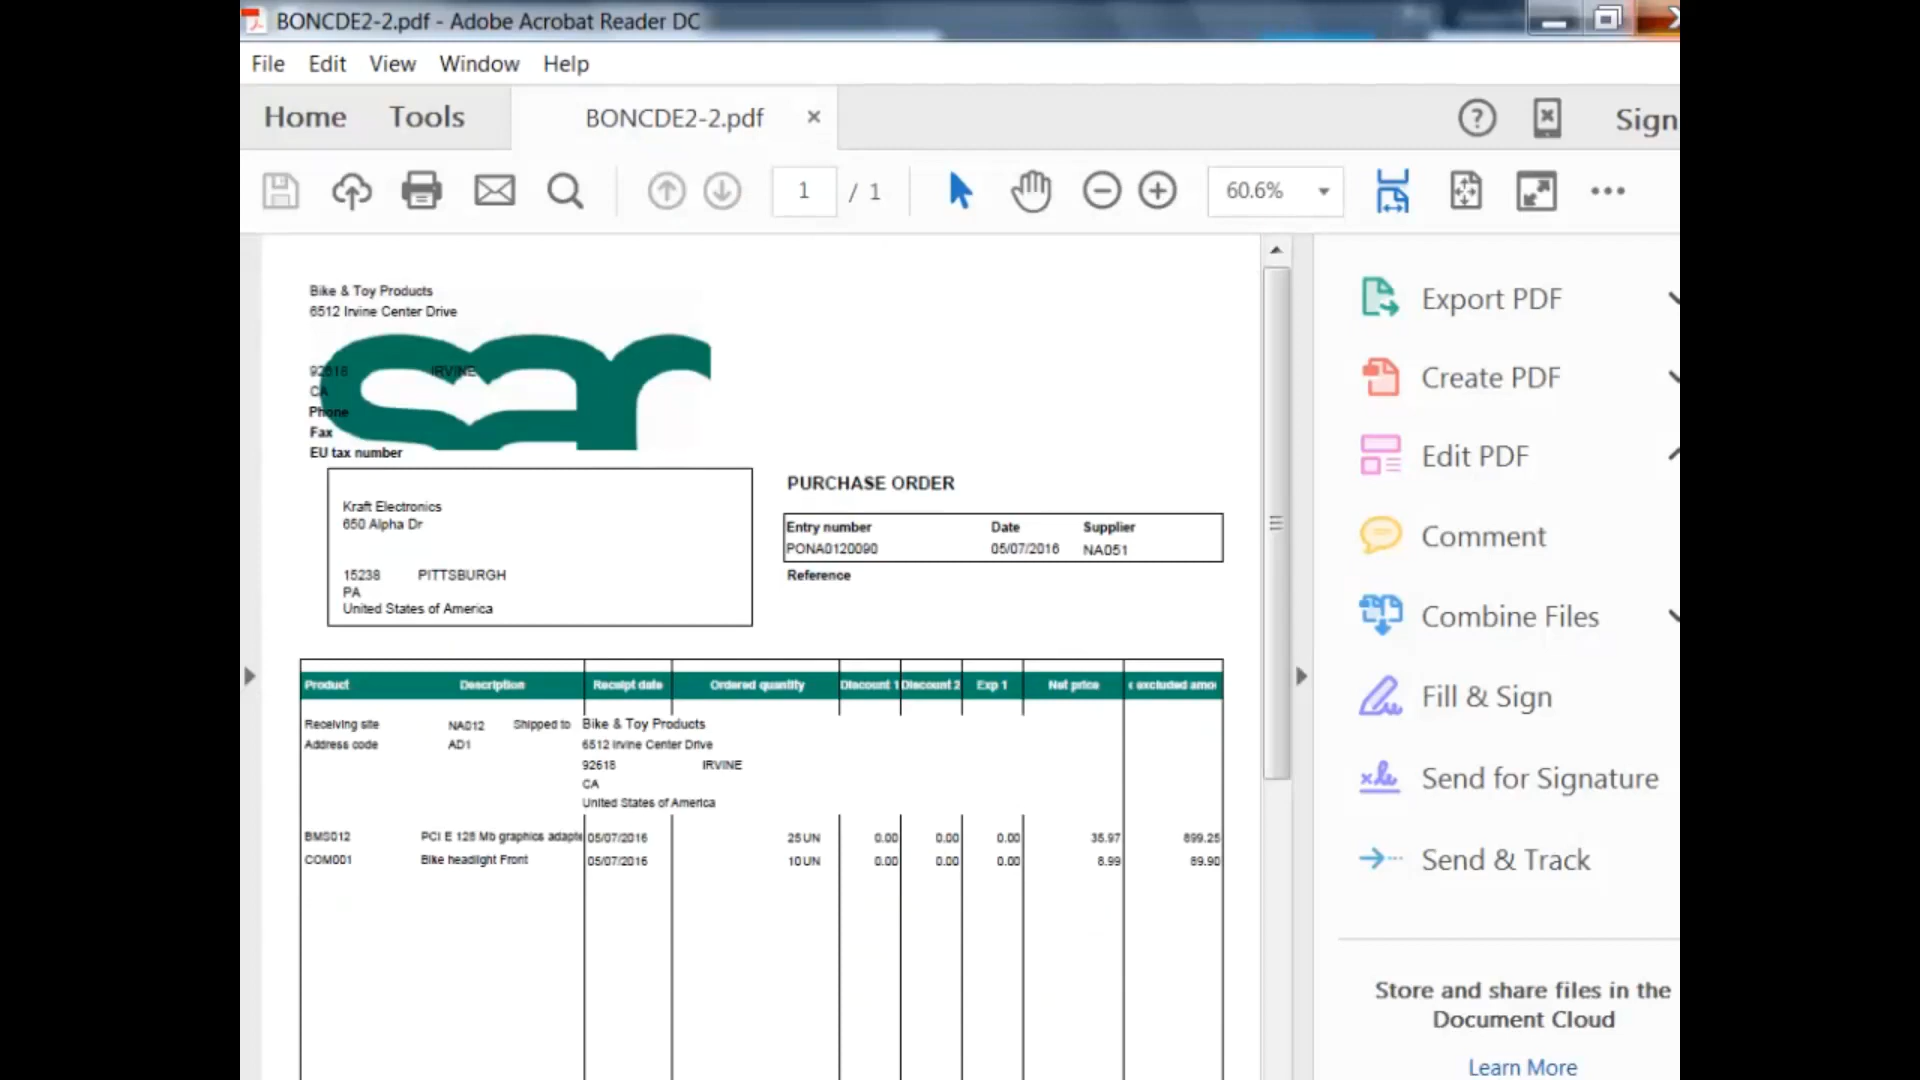 BONCDE2-2.pdf - Adobe Acrobat Reader DC
File Edit View Window Help
Home Tools BONCDE2-2.pdf × ? Sign
1 / 1 60.6%
Bike & Toy Products
6512 Irvine Center Drive
92618 IRVINE
CA
Phone
Fax
EU tax number
Kraft Electronics
650 Alpha Dr
15238 PITTSBURGH
PA
United States of America
PURCHASE ORDER
Entry number Date Supplier
PONA0120090 05/07/2016 NA051
Reference
Product Description Receipt date Ordered quantity Discount 1 Discount 2 Exp 1 Net price excluded amou
Receiving site NA012 Shipped to Bike & Toy Products
Address code AD1 6512 Irvine Center Drive
92618 IRVINE
CA
United States of America
BMS012 PCI E 128 Mb graphics adapte 05/07/2016 25 UN 0.00 0.00 0.00 35.97 899.25
COM001 Bike headlight Front 05/07/2016 10 UN 0.00 0.00 0.00 8.99 89.90
Export PDF
Create PDF
Edit PDF
Comment
Combine Files
Fill & Sign
Send for Signature
Send & Track
Store and share files in the
Document Cloud
Learn More